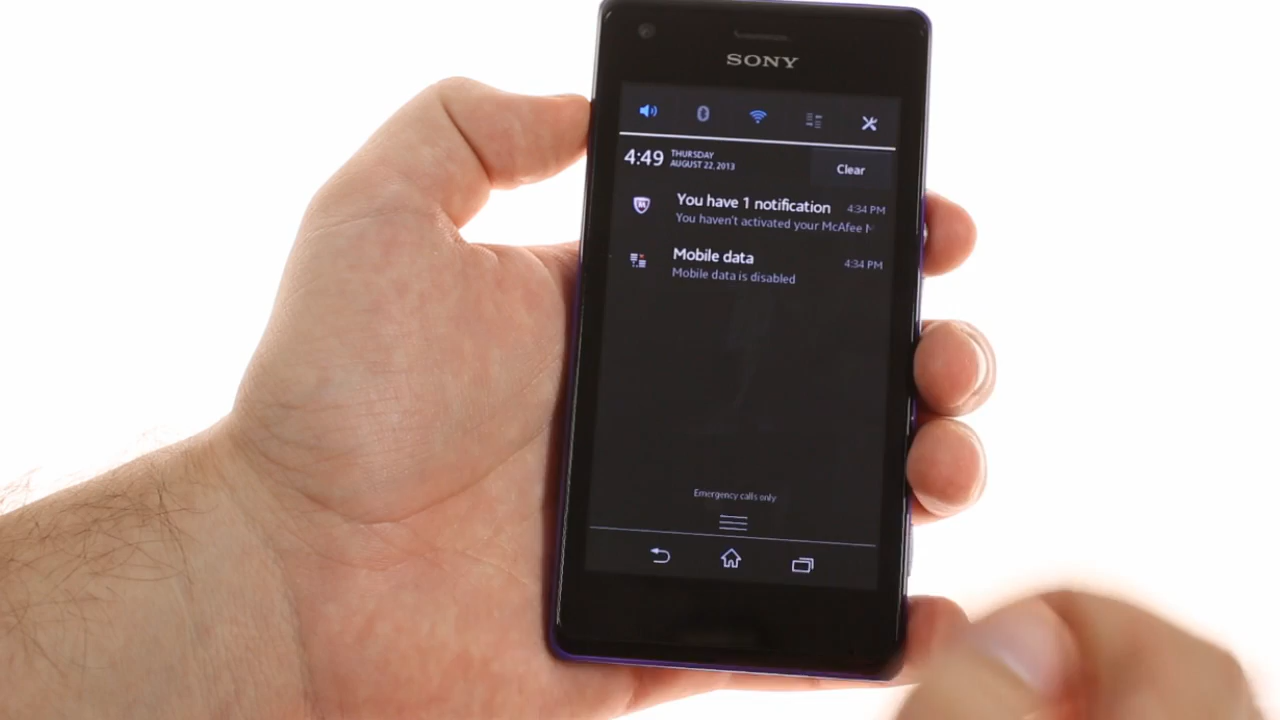 SONY
4:49
THURSDAY
AUGUST 22, 2013
Clear
You have 1 notification
4:34 PM
You haven't activated your McAfee
Mobile data
4:34 PM
Mobile data is disabled
Emergency calls only